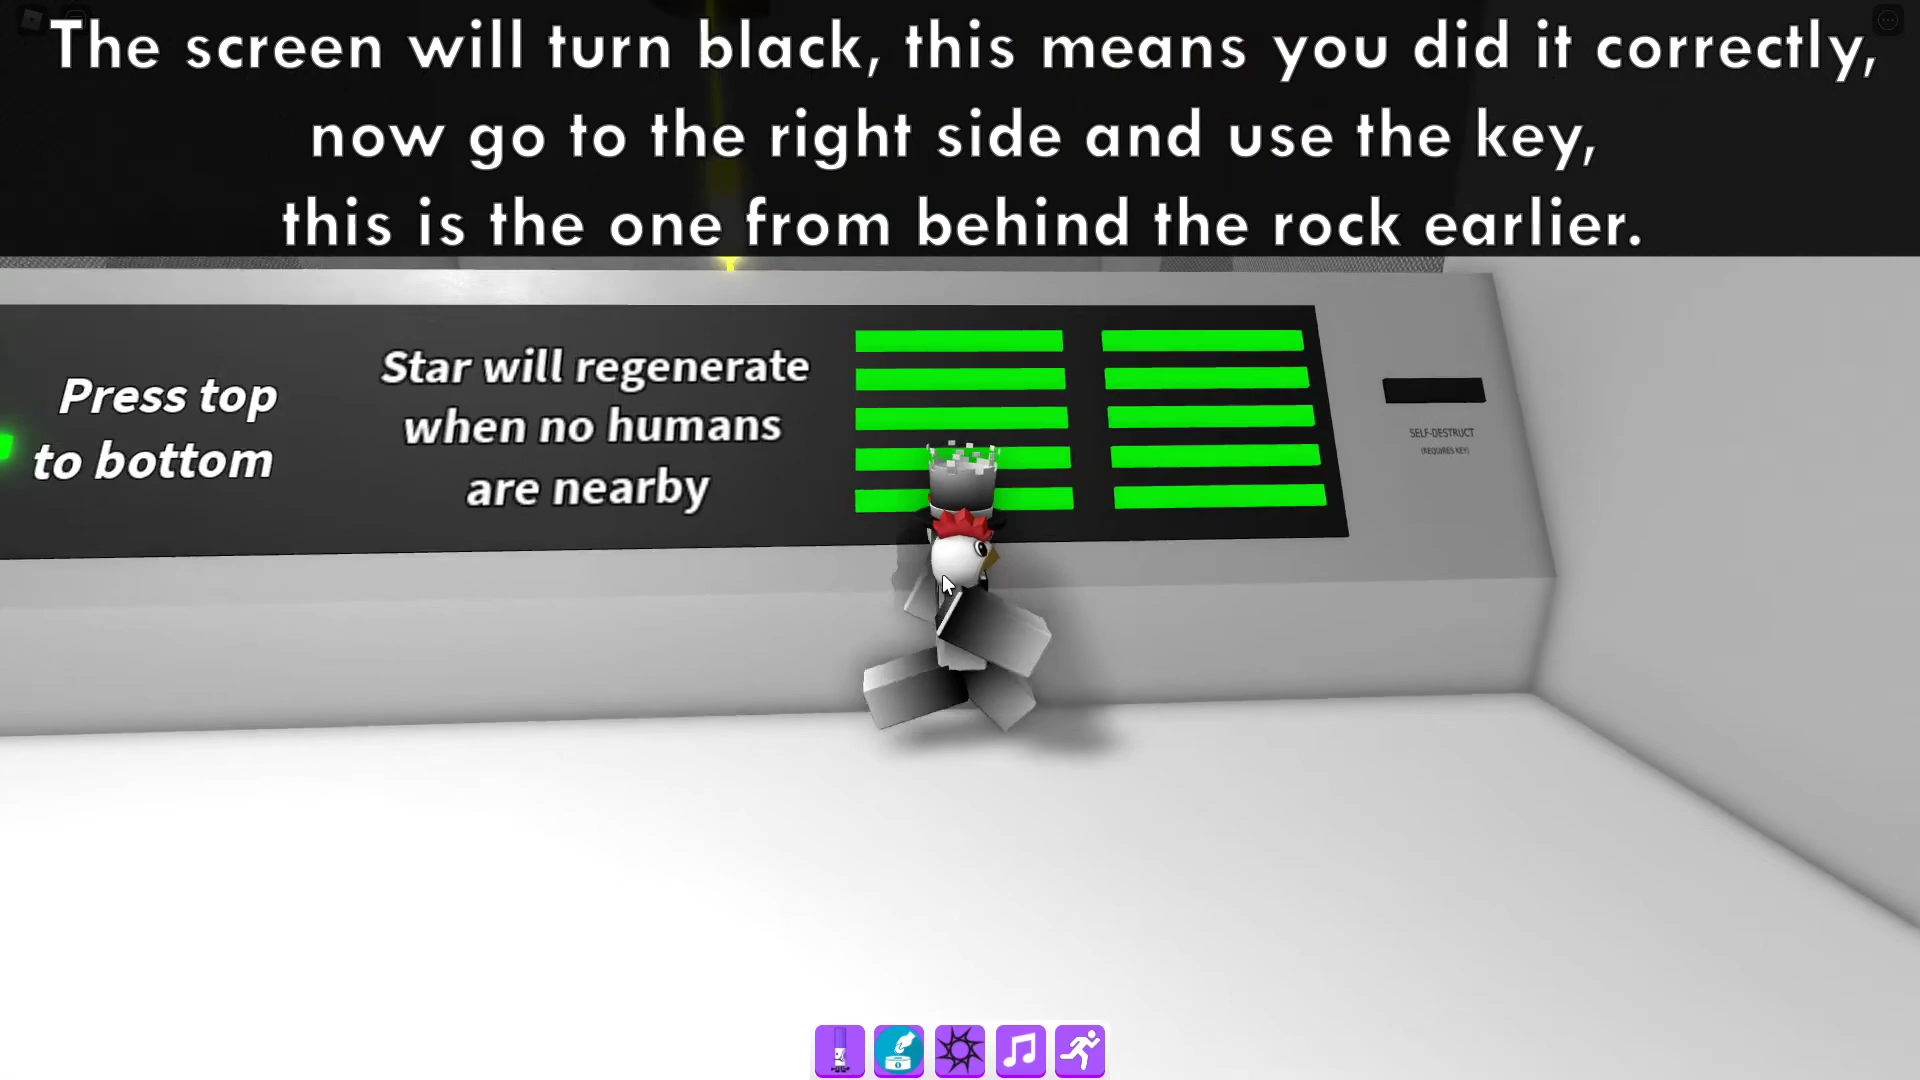 The screen will turn black, this means you did it correctly,
now go to the right side and use the key,
this is the one from behind the rock earlier.
Press top
to bottom
Star will regenerate
when no humans
are nearby
SELF-DESTRUCT
(REQUIRES KEY)